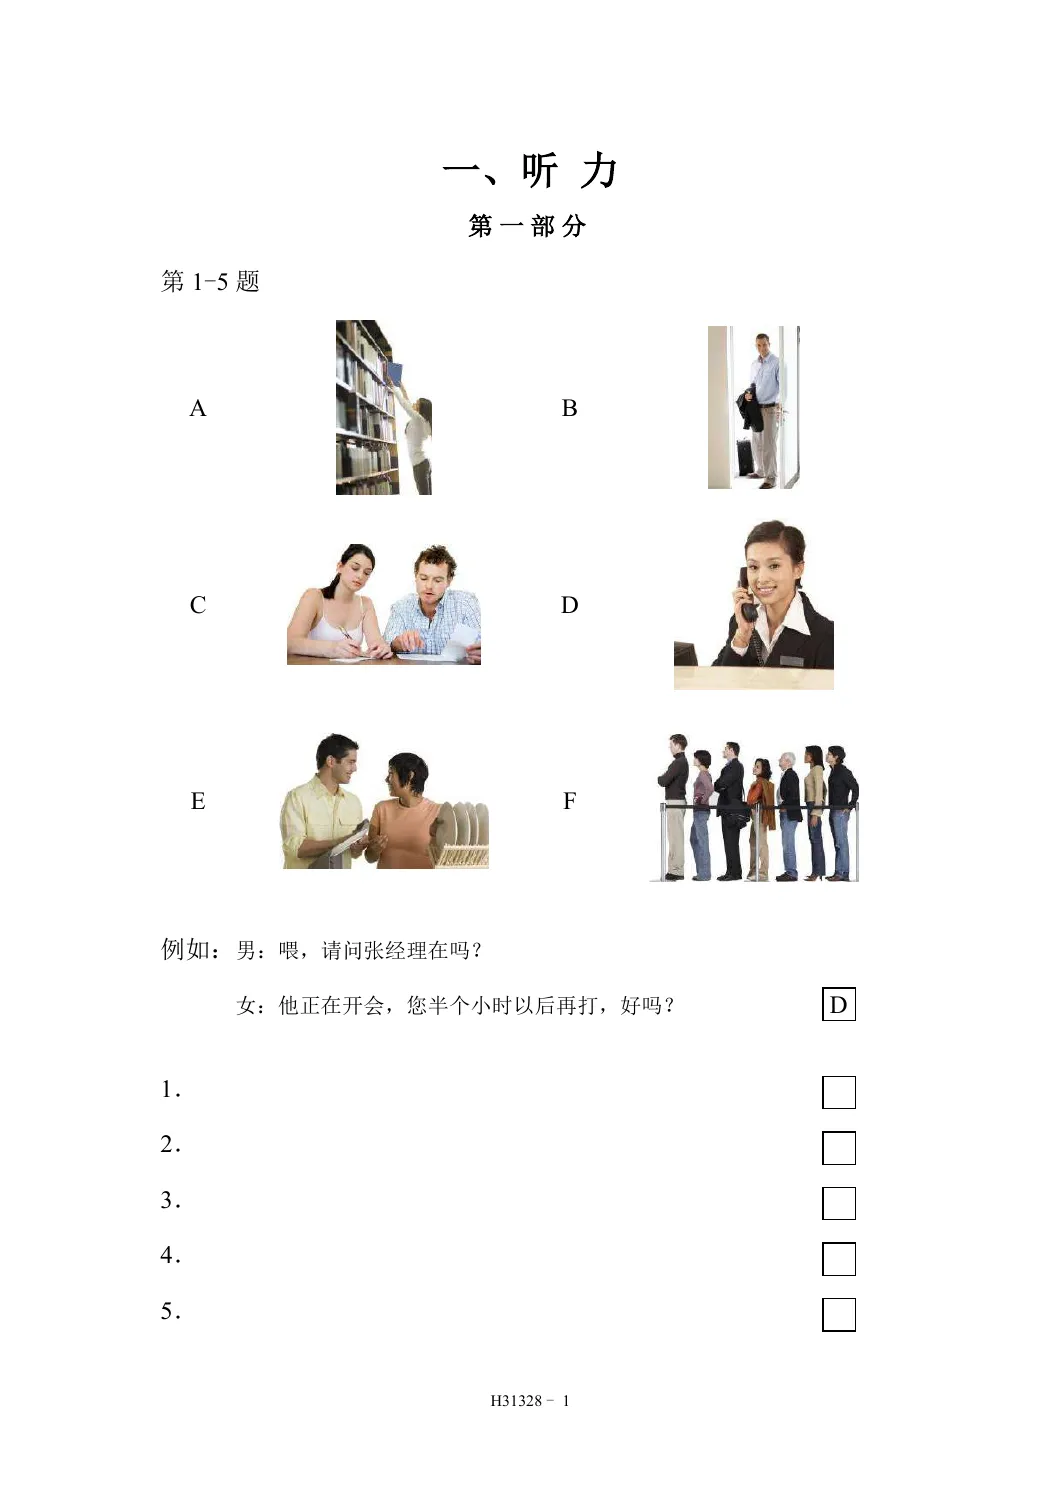 一、听 力
第 一 部 分
第 1-5 题
A
B
C
D
E
F
例如：男：喂，请问张经理在吗？
女：他正在开会，您半个小时以后再打，好吗？ D
1．
2．
3．
4．
5．
H31328 - 1